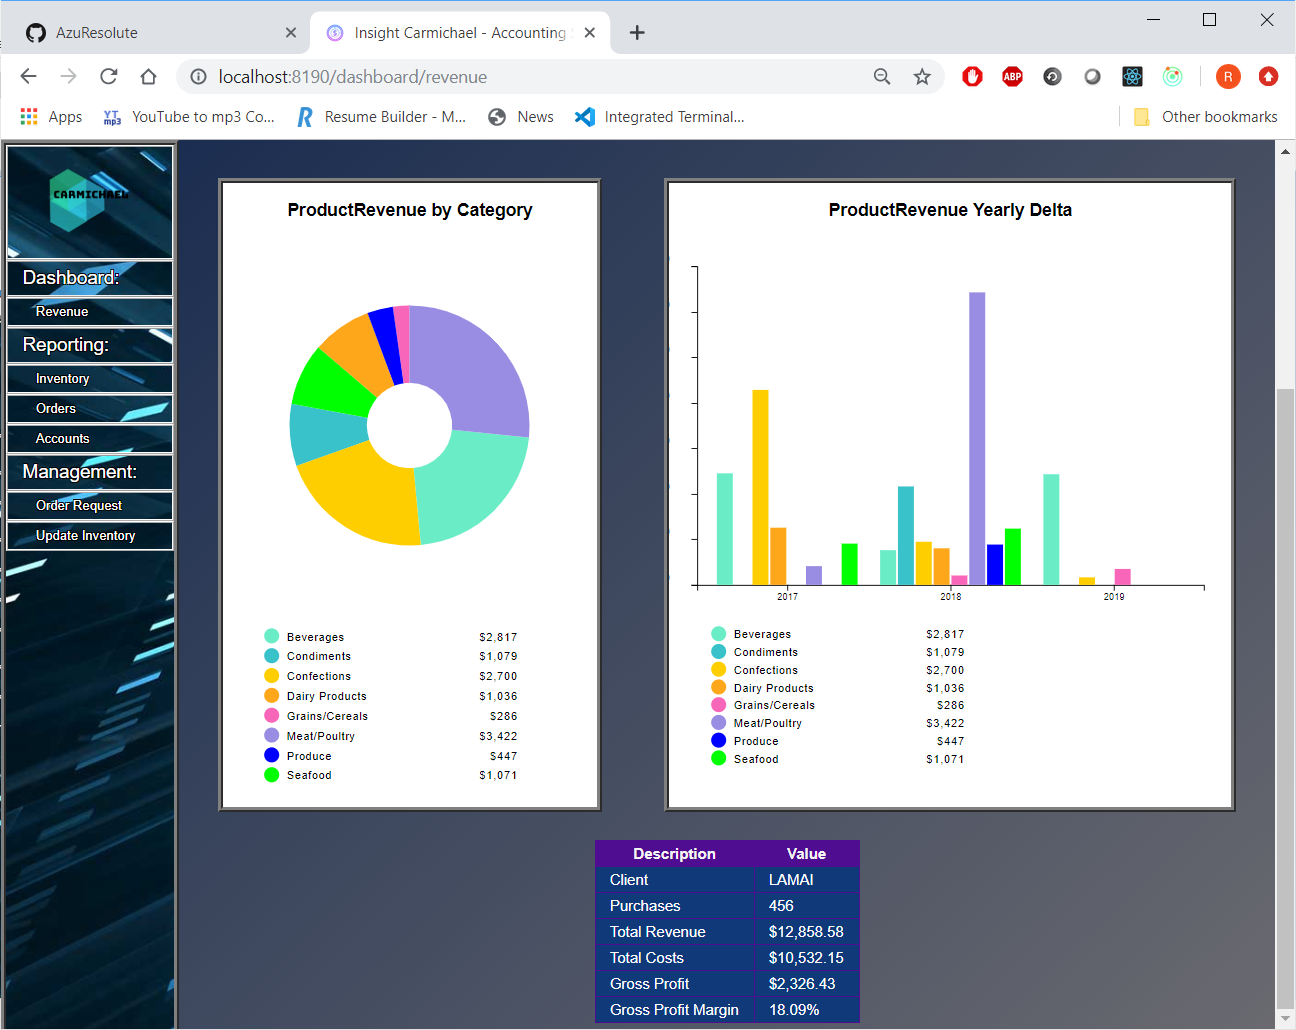 AzuResolute
Insight Carmichael - Accounting
localhost:8190/dashboard/revenue
ABP
R
Apps
YT mp3
YouTube to mp3 Co...
R
Resume Builder - M...
News
Integrated Terminal...
Other bookmarks
CARMICHAEL
Dashboard:
Revenue
Reporting:
Inventory
Orders
Accounts
Management:
Order Request
Update Inventory
ProductRevenue by Category
Beverages $2,817
Condiments $1,079
Confections $2,700
Dairy Products $1,036
Grains/Cereals $286
Meat/Poultry $3,422
Produce $447
Seafood $1,071
ProductRevenue Yearly Delta
2017 2018 2019
Beverages $2,817
Condiments $1,079
Confections $2,700
Dairy Products $1,036
Grains/Cereals $286
Meat/Poultry $3,422
Produce $447
Seafood $1,071
Description Value
Client LAMAI
Purchases 456
Total Revenue $12,858.58
Total Costs $10,532.15
Gross Profit $2,326.43
Gross Profit Margin 18.09%